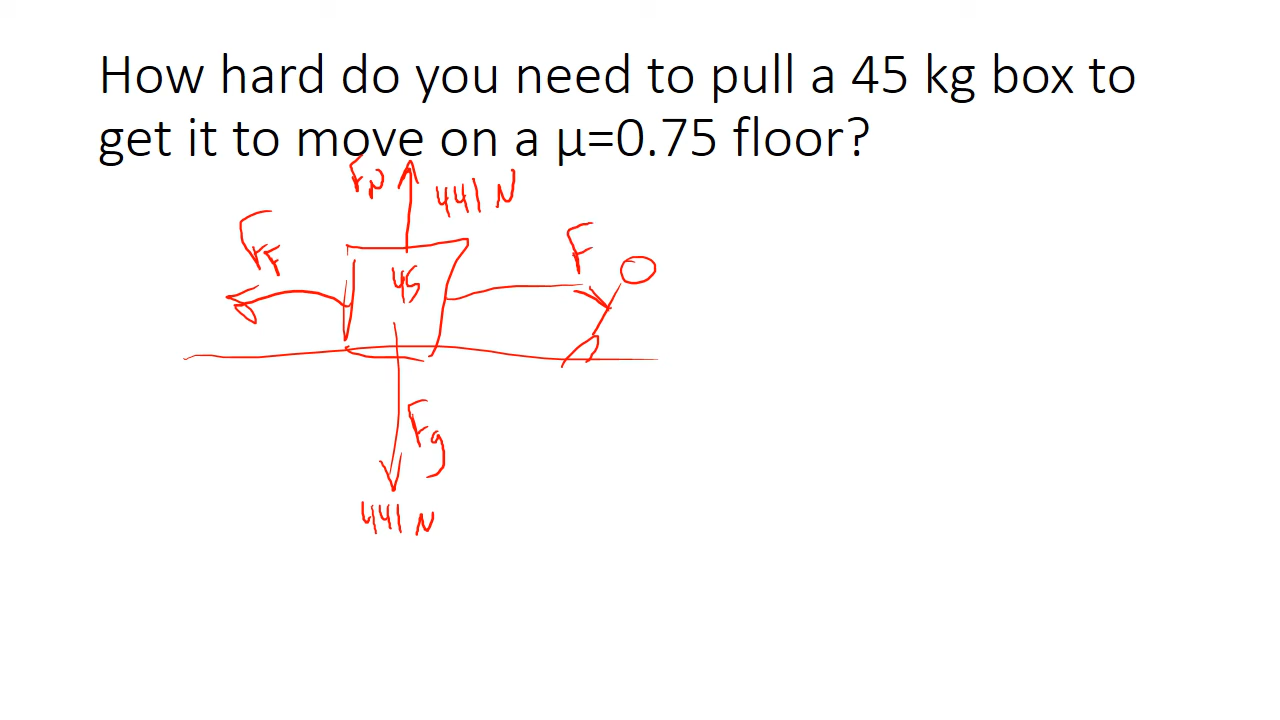 How hard do you need to pull a 45 kg box to
get it to move on a μ=0.75 floor?
FN
441 N
FF
F
45
Fg
441 N